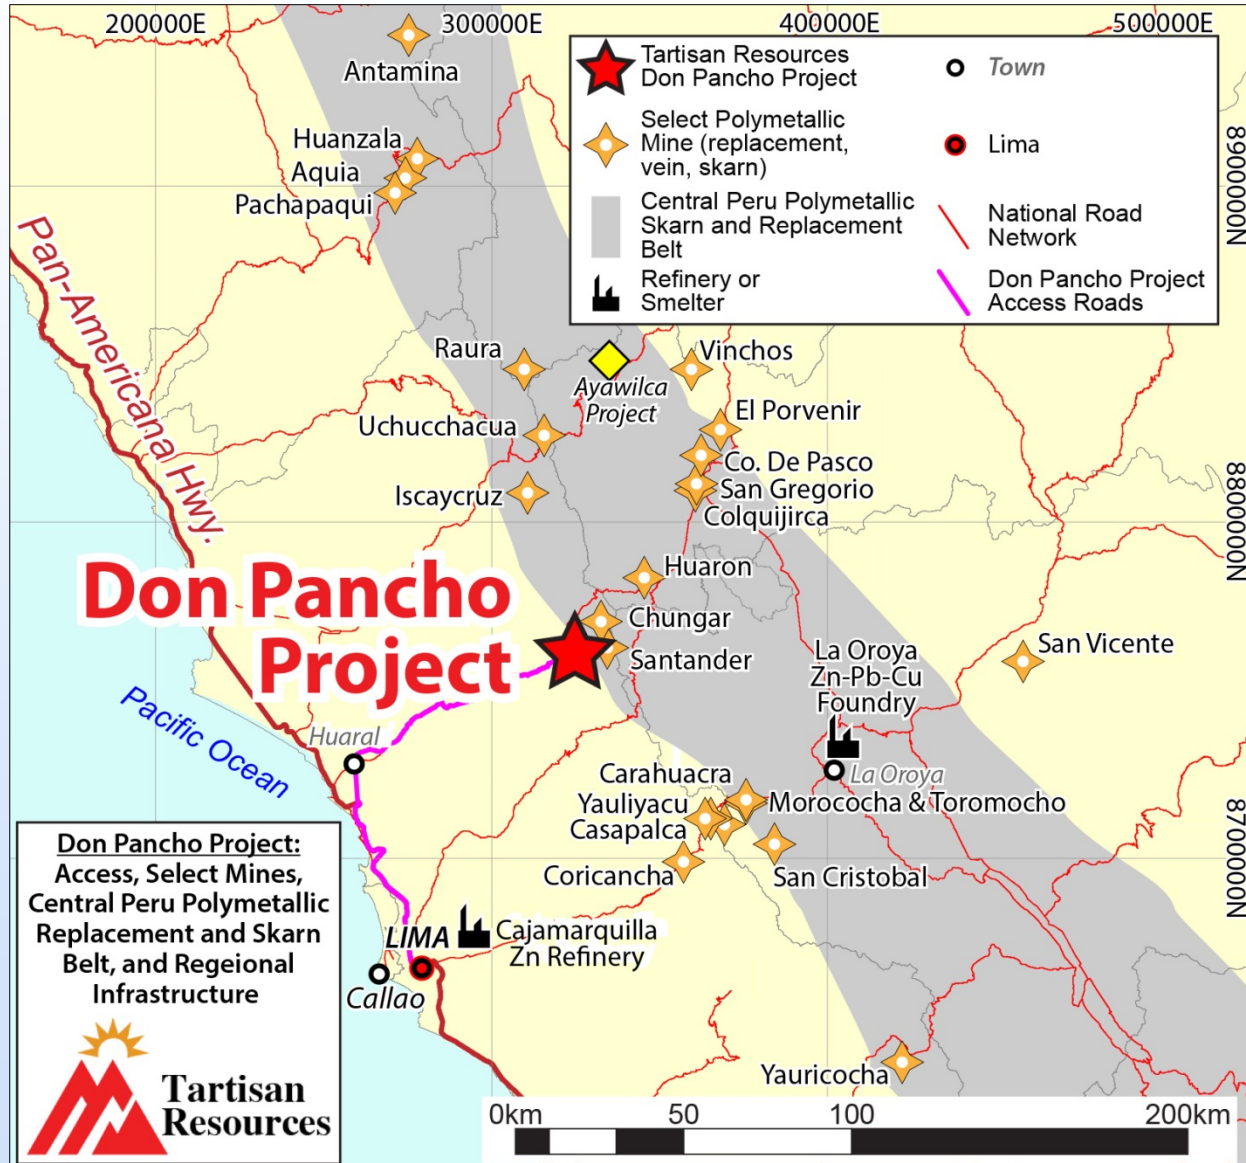 200000E
300000E
400000E
500000E
8900000N
8800000N
8700000N
Tartisan Resources
Don Pancho Project
Select Polymetallic
Mine (replacement,
vein, skarn)
Central Peru Polymetallic
Skarn and Replacement
Belt
Refinery or
Smelter
Town
Lima
National Road
Network
Don Pancho Project
Access Roads
Antamina
Huanzala
Aquia
Pachapaqui
Pan-Americana Hwy.
Raura
Ayawilca
Project
Vinchos
Uchucchacua
El Porvenir
Co. De Pasco
Iscaycruz
San Gregorio
Colquijirca
Huaron
Don Pancho
Project
Chungar
Santander
San Vicente
La Oroya
Zn-Pb-Cu
Foundry
La Oroya
Pacific Ocean
Huaral
Carahuacra
Yauliyacu
Morococha & Toromocho
Casapalca
Coricancha
San Cristobal
LIMA
Cajamarquilla
Zn Refinery
Callao
Yauricocha
Don Pancho Project:
Access, Select Mines,
Central Peru Polymetallic
Replacement and Skarn
Belt, and Regeional
Infrastructure
Tartisan
Resources
0km 50 100 200km